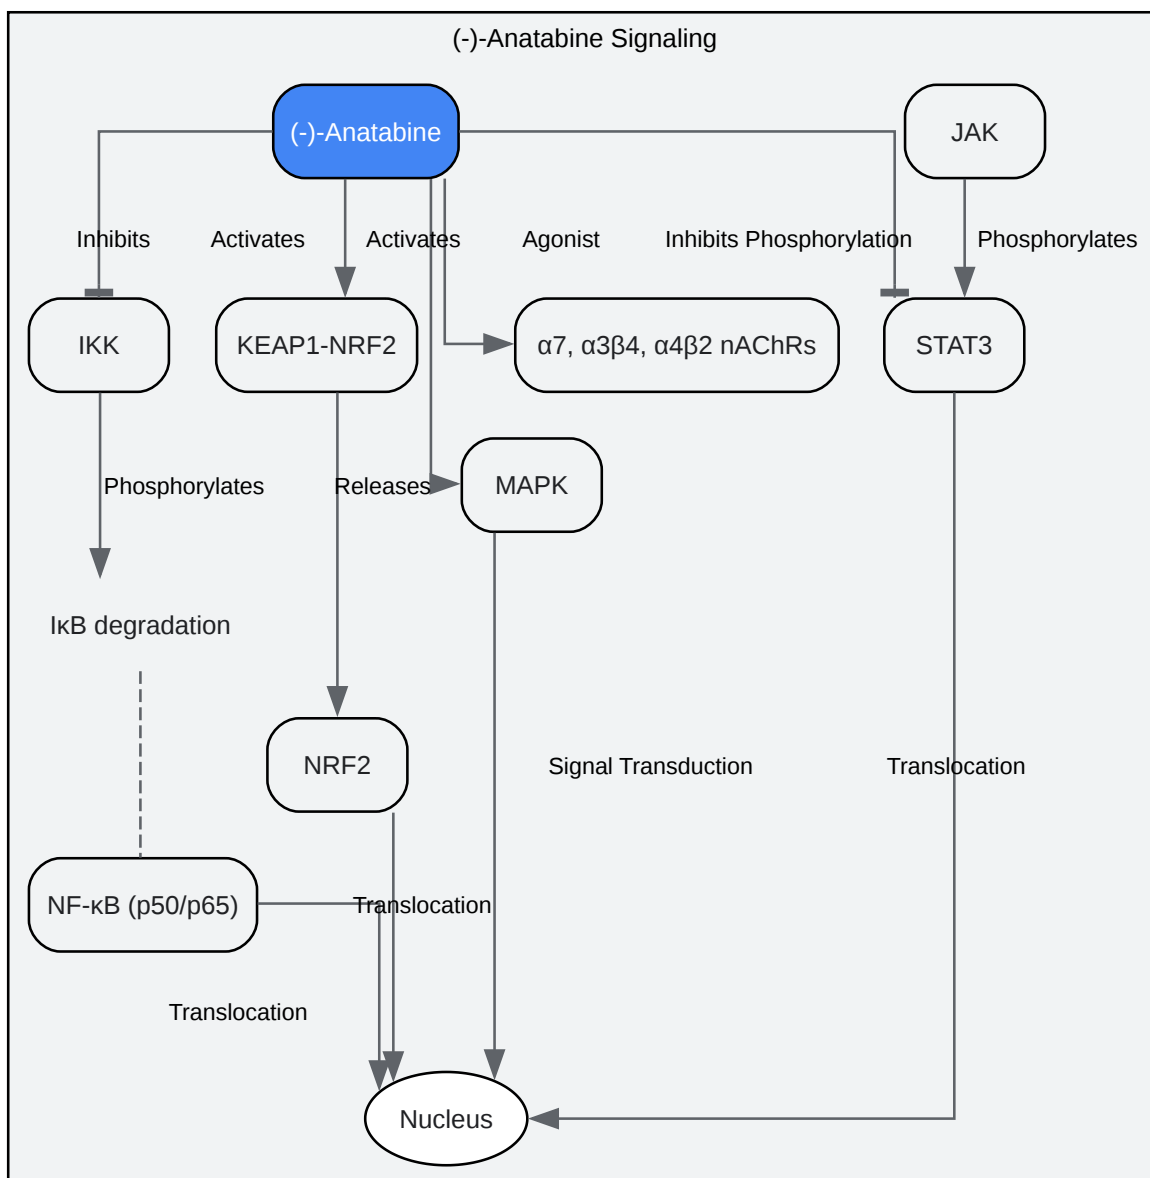 (-)-Anatabine Signaling
(-)-Anatabine
JAK
Inhibits
Activates
Activates
Agonist
Inhibits Phosphorylation
Phosphorylates
IKK
KEAP1-NRF2
α7, α3β4, α4β2 nAChRs
STAT3
Phosphorylates
Releases
MAPK
IκB degradation
NRF2
Signal Transduction
Translocation
NF-κB (p50/p65)
Translocation
Translocation
Nucleus